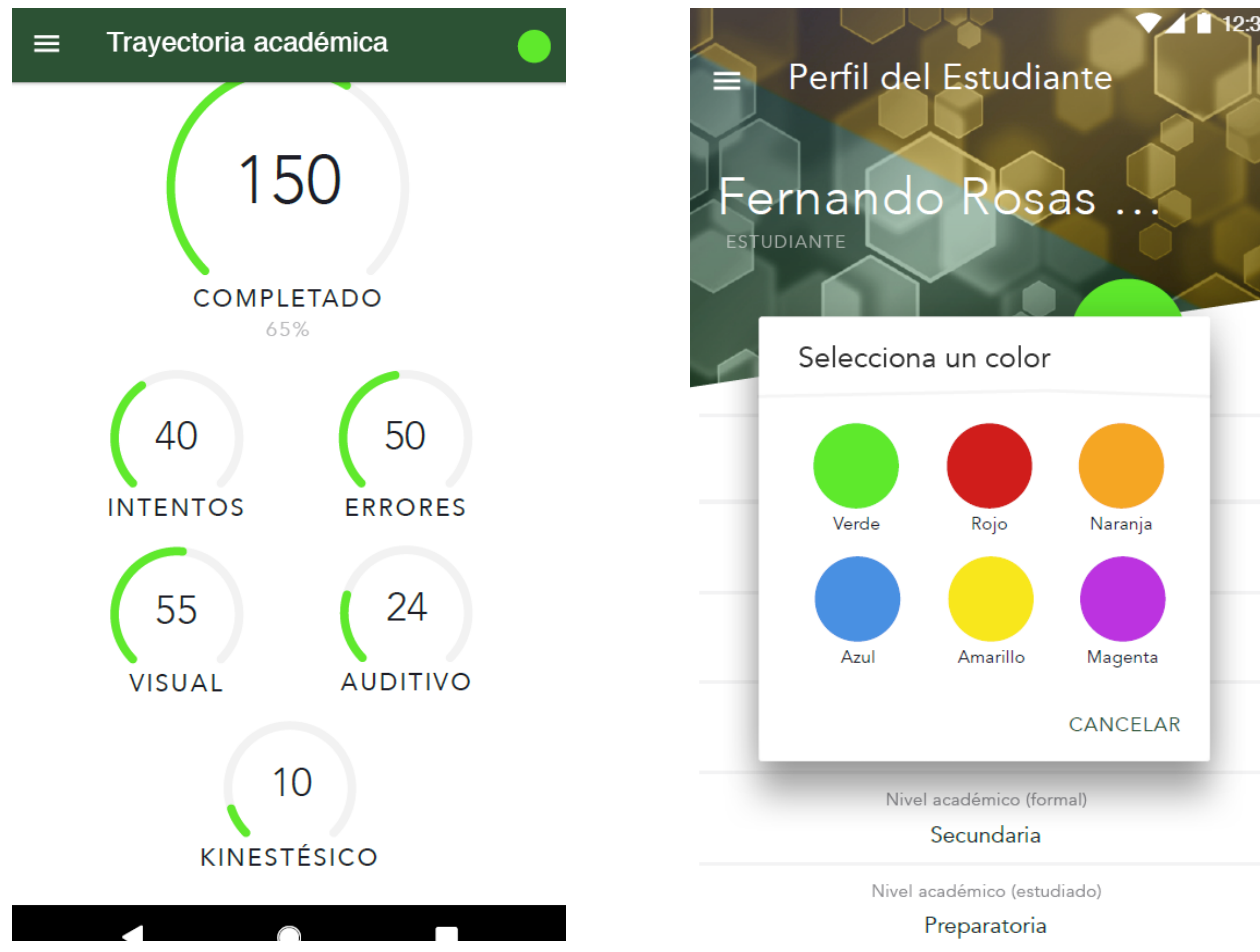 Trayectoria académica
150
COMPLETADO
65%
40
50
INTENTOS
ERRORES
55
24
VISUAL
AUDITIVO
10
KINESTÉSICO
12:3
Perfil del Estudiante
Fernando Rosas ...
ESTUDIANTE
Selecciona un color
Verde
Rojo
Naranja
Azul
Amarillo
Magenta
CANCELAR
Nivel académico (formal)
Secundaria
Nivel académico (estudiado)
Preparatoria